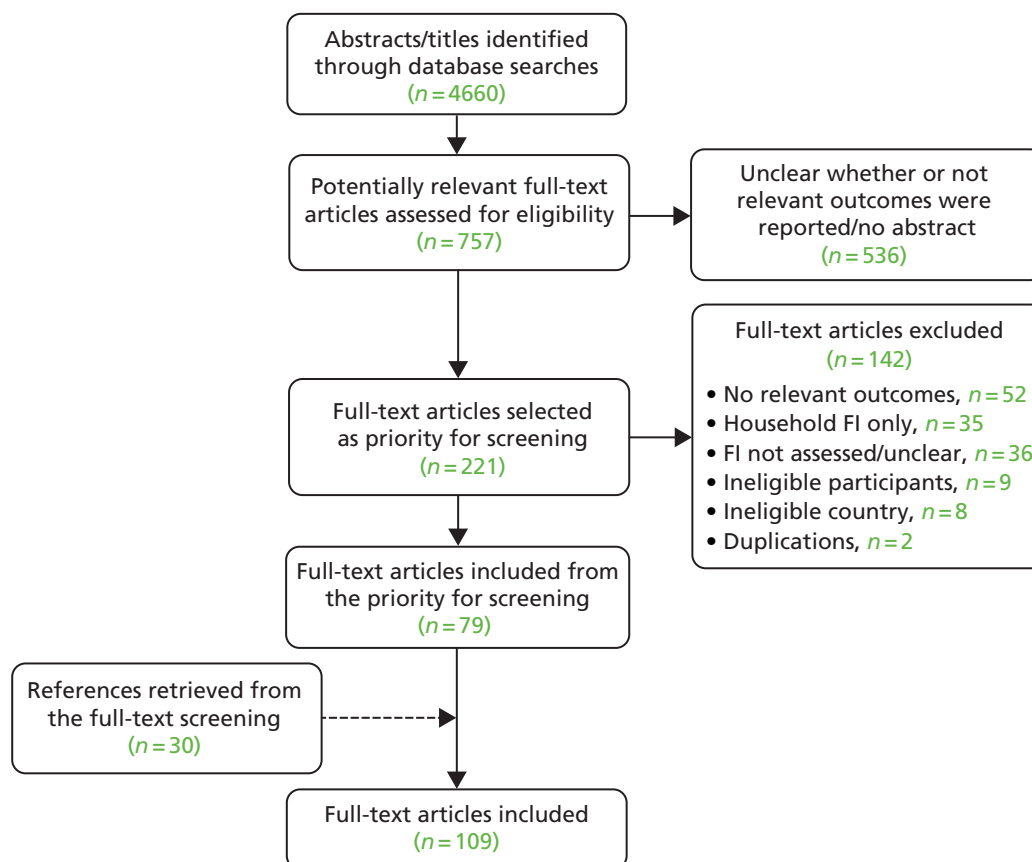 Abstracts/titles identified
through database searches
(n = 4660)
Potentially relevant full-text
articles assessed for eligibility
(n = 757)
Unclear whether or not
relevant outcomes were
reported/no abstract
(n = 536)
Full-text articles selected
as priority for screening
(n = 221)
Full-text articles excluded
(n = 142)
• No relevant outcomes, n = 52
• Household FI only, n = 35
• FI not assessed/unclear, n = 36
• Ineligible participants, n = 9
• Ineligible country, n = 8
• Duplications, n = 2
Full-text articles included from
the priority for screening
(n = 79)
References retrieved from
the full-text screening
(n = 30)
Full-text articles included
(n = 109)